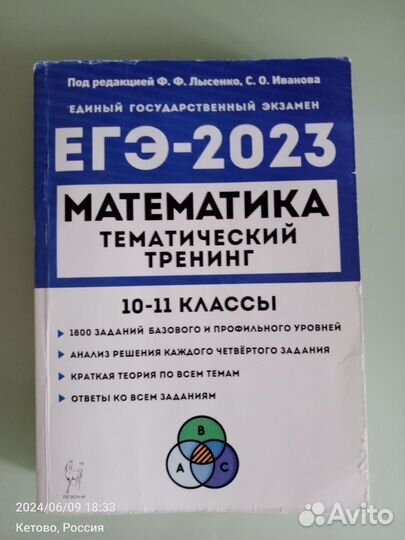 Под редакцией Ф. Ф. Лысенко, С. О. Иванова
ЕДИНЫЙ ГОСУДАРСТВЕННЫЙ ЭКЗАМЕН
ЕГЭ-2023
МАТЕМАТИКА
ТЕМАТИЧЕСКИЙ
ТРЕНИНГ
10-11 КЛАССЫ
1800 ЗАДАНИЙ БАЗОВОГО И ПРОФИЛЬНОГО УРОВНЕЙ
АНАЛИЗ РЕШЕНИЯ КАЖДОГО ЧЕТВЁРТОГО ЗАДАНИЯ
КРАТКАЯ ТЕОРИЯ ПО ВСЕМ ТЕМАМ
ОТВЕТЫ КО ВСЕМ ЗАДАНИЯМ
B
A C
ЛЕГИОН-М
2024/06/09 18:33
Кетово, Россия
Avito